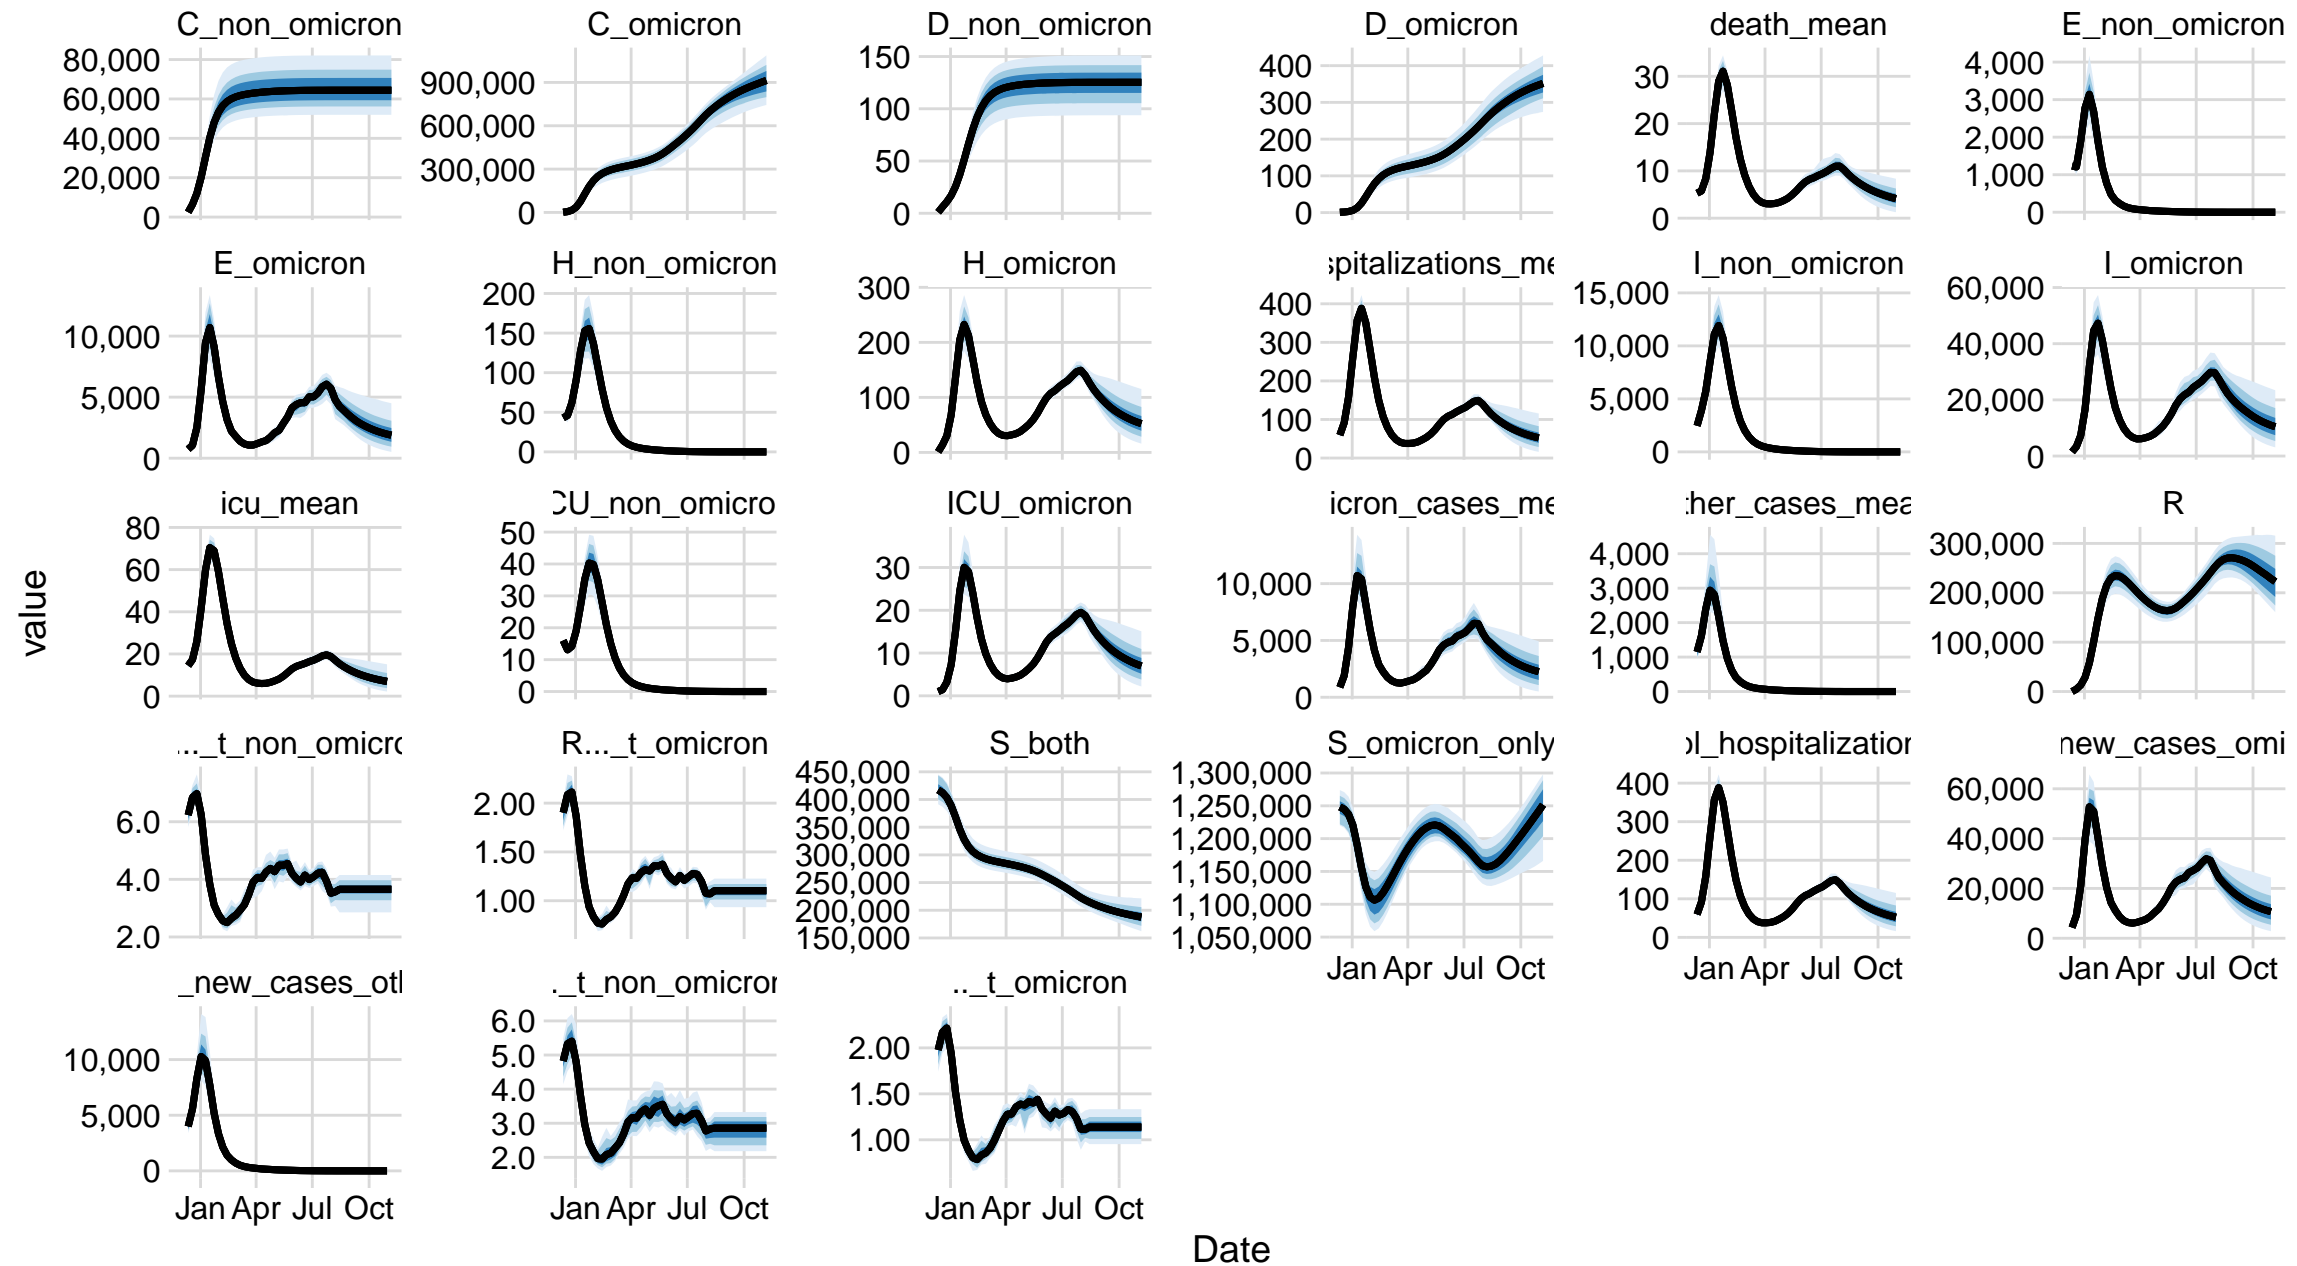 C_non_omicron C_omicron D_non_omicron D_omicron death_mean E_non_omicron
80,000 60,000 40,000 20,000 0
900,000 600,000 300,000 0
150 100 50 0
400 300 200 100 0
30 20 10 0
4,000 3,000 2,000 1,000 0
E_omicron H_non_omicron H_omicron spitalizations_me I_non_omicron I_omicron
10,000 5,000 0
200 150 100 50 0
300 200 100 0
400 300 200 100 0
15,000 10,000 5,000 0
60,000 40,000 20,000 0
icu_mean CU_non_omicro ICU_omicron icron_cases_me ther_cases_mea R
80 60 40 20 0
50 40 30 20 10 0
30 20 10 0
10,000 5,000 0
4,000 3,000 2,000 1,000 0
300,000 200,000 100,000 0
..._t_non_omicro R..._t_omicron S_both S_omicron_only ol_hospitalization new_cases_omi
6.0 4.0 2.0
2.00 1.50 1.00
450,000 400,000 350,000 300,000 250,000 200,000 150,000
1,300,000 1,250,000 1,200,000 1,150,000 1,100,000 1,050,000
400 300 200 100 0
60,000 40,000 20,000 0
Jan Apr Jul Oct
Jan Apr Jul Oct
Jan Apr Jul Oct
_new_cases_otl ._t_non_omicron .._t_omicron
10,000 5,000 0
6.0 5.0 4.0 3.0 2.0
2.00 1.50 1.00
Jan Apr Jul Oct
Jan Apr Jul Oct
Jan Apr Jul Oct
value
Date